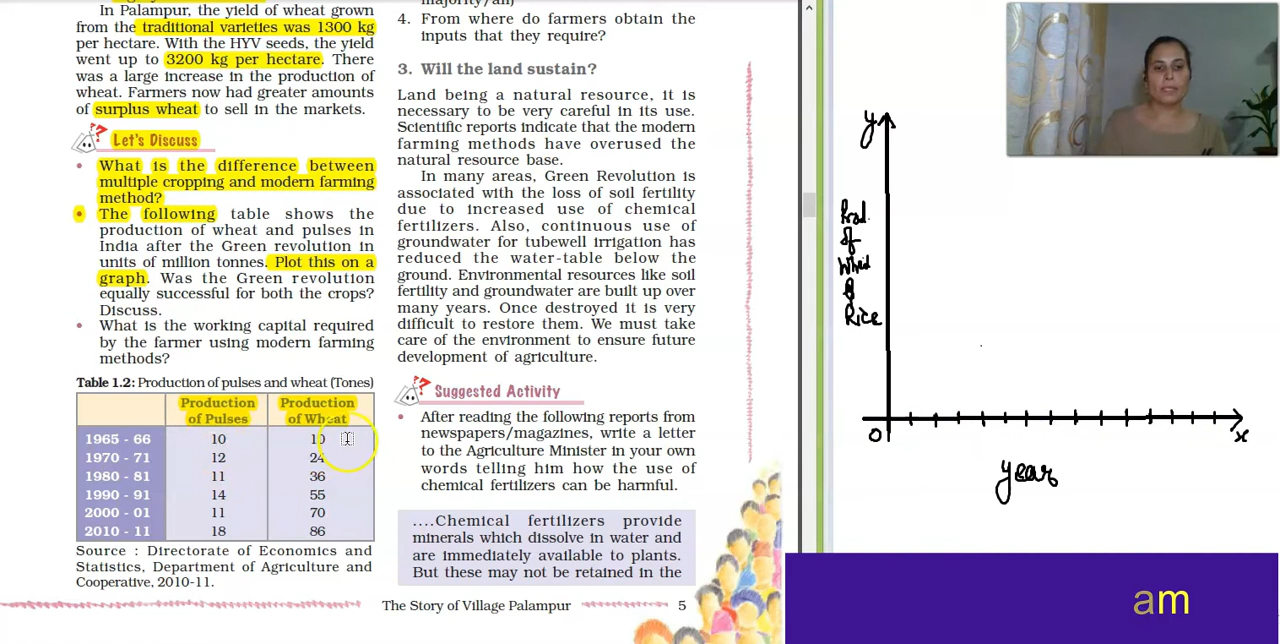 In Palampur, the yield of wheat grown
from the traditional varieties was 1300 kg
per hectare. With the HYV seeds, the yield
went up to 3200 kg per hectare. There
was a large increase in the production of
wheat. Farmers now had greater amounts
of surplus wheat to sell in the markets.
Let's Discuss
• What is the difference between
multiple cropping and modern farming
method?
• The following table shows the
production of wheat and pulses in
India after the Green revolution in
units of million tonnes. Plot this on a
graph. Was the Green revolution
equally successful for both the crops?
Discuss.
• What is the working capital required
by the farmer using modern farming
methods?
Table 1.2: Production of pulses and wheat (Tones)
Production of Pulses Production of Wheat
1965 - 66 10 10
1970 - 71 12 24
1980 - 81 11 36
1990 - 91 14 55
2000 - 01 11 70
2010 - 11 18 86
Source : Directorate of Economics and
Statistics, Department of Agriculture and
Cooperative, 2010-11.
4. From where do farmers obtain the
inputs that they require?
3. Will the land sustain?
Land being a natural resource, it is
necessary to be very careful in its use.
Scientific reports indicate that the modern
farming methods have overused the
natural resource base.
In many areas, Green Revolution is
associated with the loss of soil fertility
due to increased use of chemical
fertilizers. Also, continuous use of
groundwater for tubewell irrigation has
reduced the water-table below the
ground. Environmental resources like soil
fertility and groundwater are built up over
many years. Once destroyed it is very
difficult to restore them. We must take
care of the environment to ensure future
development of agriculture.
Suggested Activity
• After reading the following reports from
newspapers/magazines, write a letter
to the Agriculture Minister in your own
words telling him how the use of
chemical fertilizers can be harmful.
....Chemical fertilizers provide
minerals which dissolve in water and
are immediately available to plants.
But these may not be retained in the
The Story of Village Palampur 5
y
Prod.
of
Rice
0
x
year
am